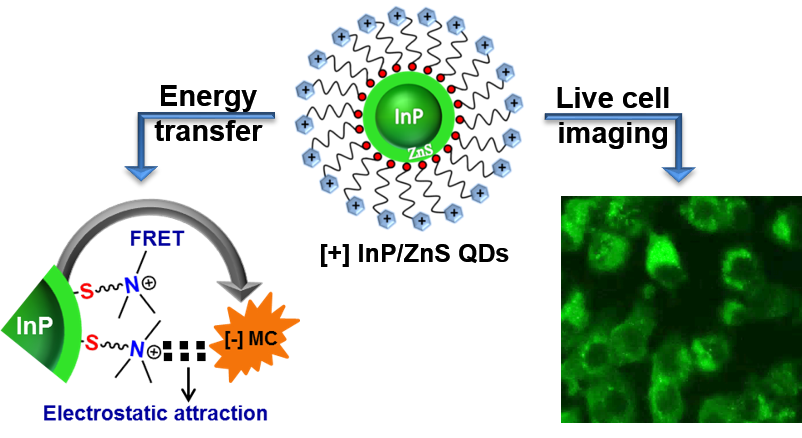 Energy
transfer
InP
ZnS
Live cell
imaging
[+] InP/ZnS QDs
FRET
S
N
+
InP
S
N
+
[-] MC
Electrostatic attraction